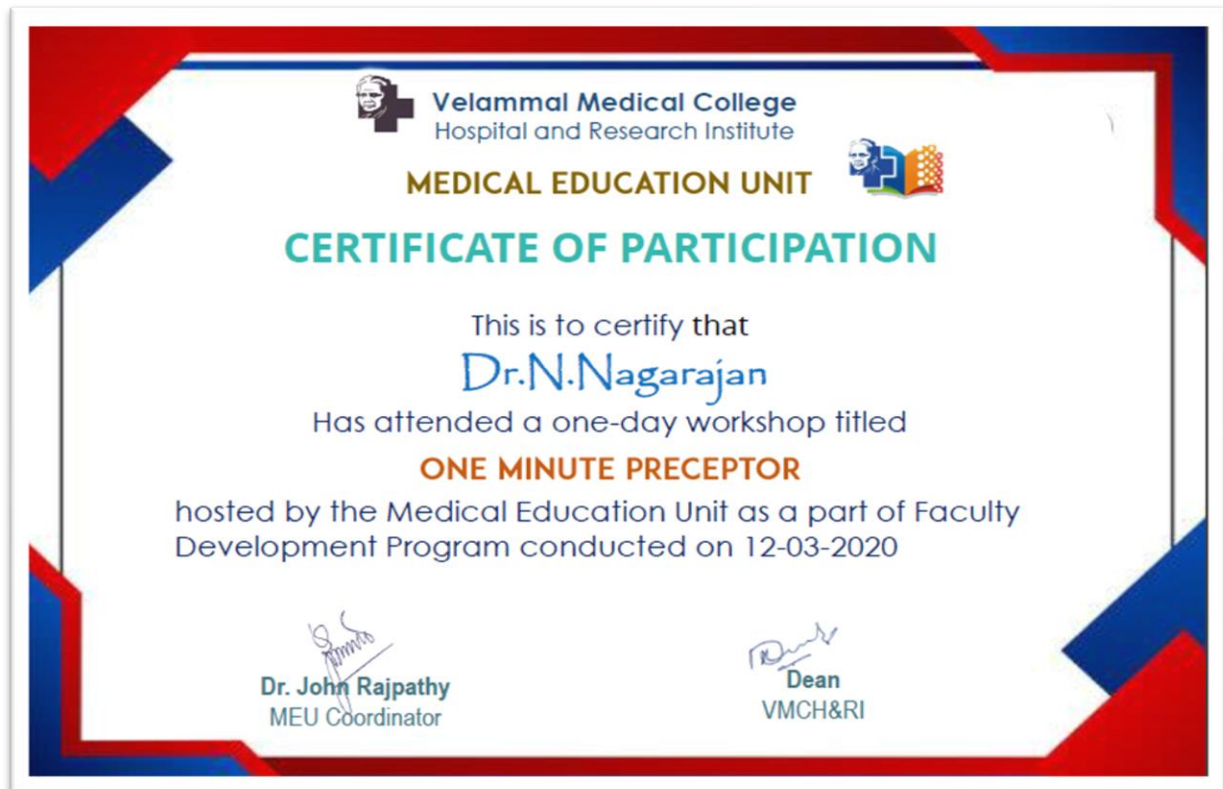 Velammal Medical College
Hospital and Research Institute
MEDICAL EDUCATION UNIT
CERTIFICATE OF PARTICIPATION
This is to certify that
Dr.N.Nagarajan
Has attended a one-day workshop titled
ONE MINUTE PRECEPTOR
hosted by the Medical Education Unit as a part of Faculty
Development Program conducted on 12-03-2020
Dr. John Rajpathy
MEU Coordinator
Dean
VMCH&RI